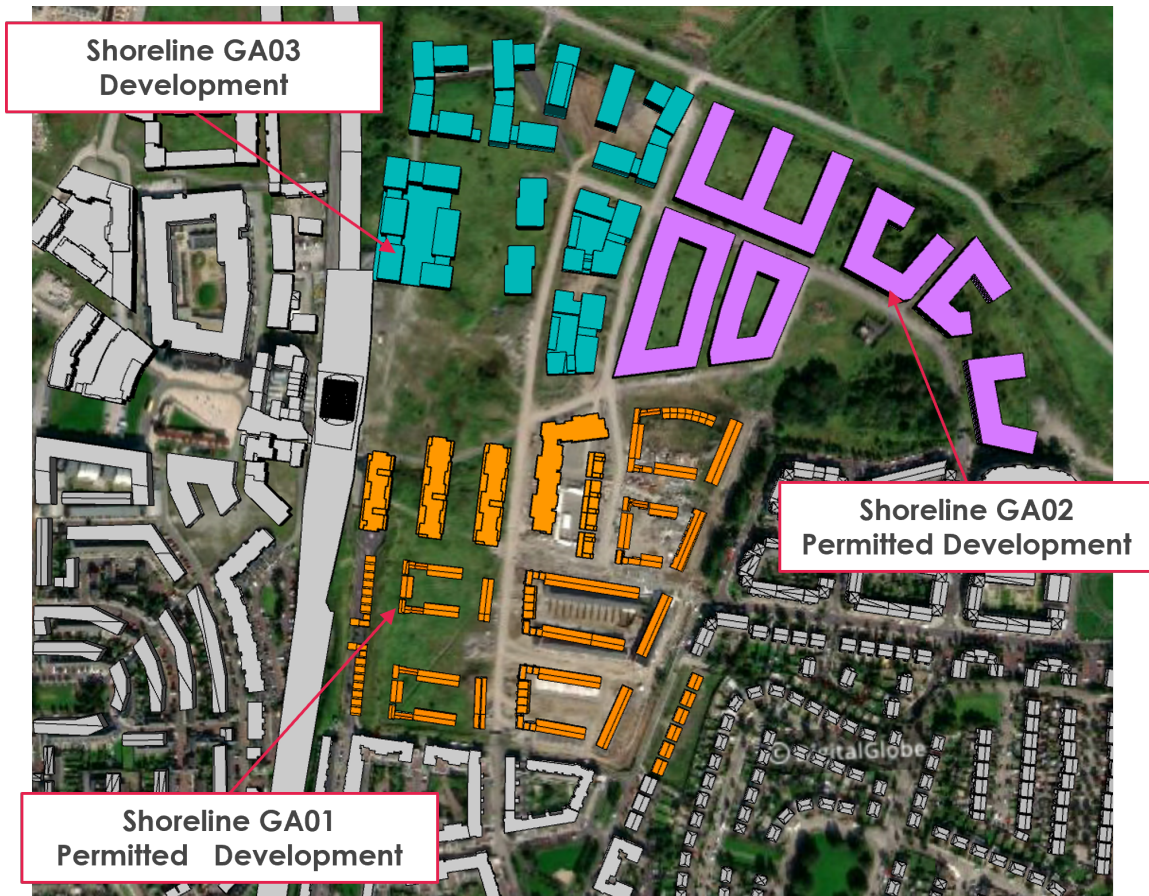 Shoreline GA03
Development
Shoreline GA02
Permitted Development
© DigitalGlobe
Shoreline GA01
Permitted Development